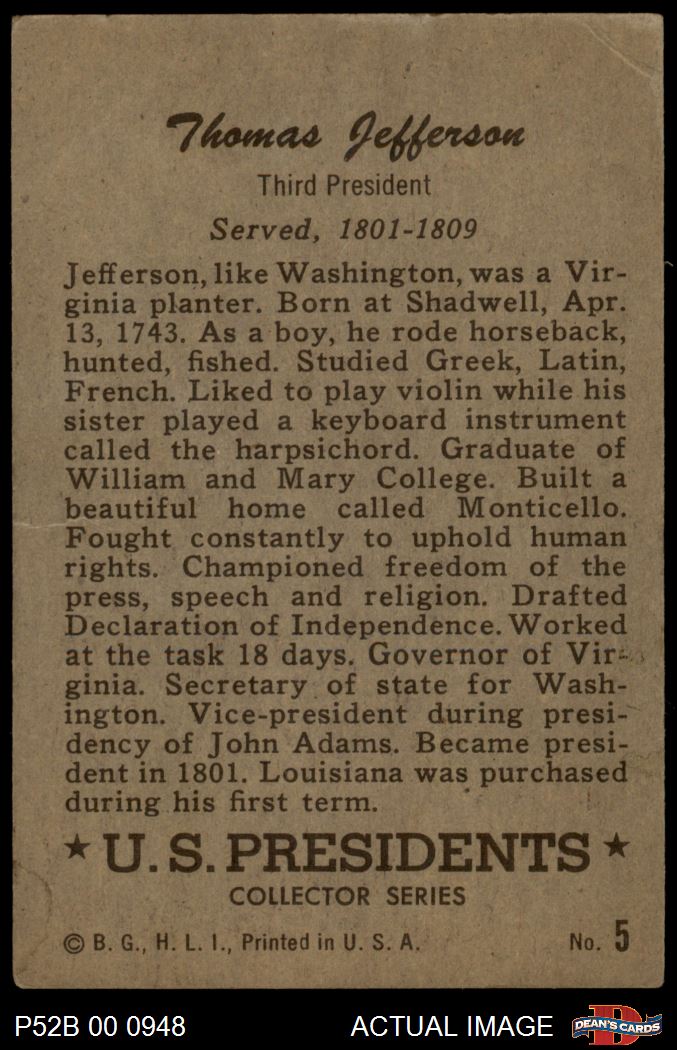 Thomas Jefferson
Third President
Served, 1801-1809
Jefferson, like Washington, was a Vir-
ginia planter. Born at Shadwell, Apr.
13, 1743. As a boy, he rode horseback,
hunted, fished. Studied Greek, Latin,
French. Liked to play violin while his
sister played a keyboard instrument
called the harpsichord. Graduate of
William and Mary College. Built a
beautiful home called Monticello.
Fought constantly to uphold human
rights. Championed freedom of the
press, speech and religion. Drafted
Declaration of Independence. Worked
at the task 18 days. Governor of Vir-
ginia. Secretary of state for Wash-
ington. Vice-president during presi-
dency of John Adams. Became presi-
dent in 1801. Louisiana was purchased
during his first term.
★ U.S. PRESIDENTS ★
COLLECTOR SERIES
© B. G., H. L. I., Printed in U. S. A. No. 5
P52B 00 0948 ACTUAL IMAGE D DEAN'S CARDS